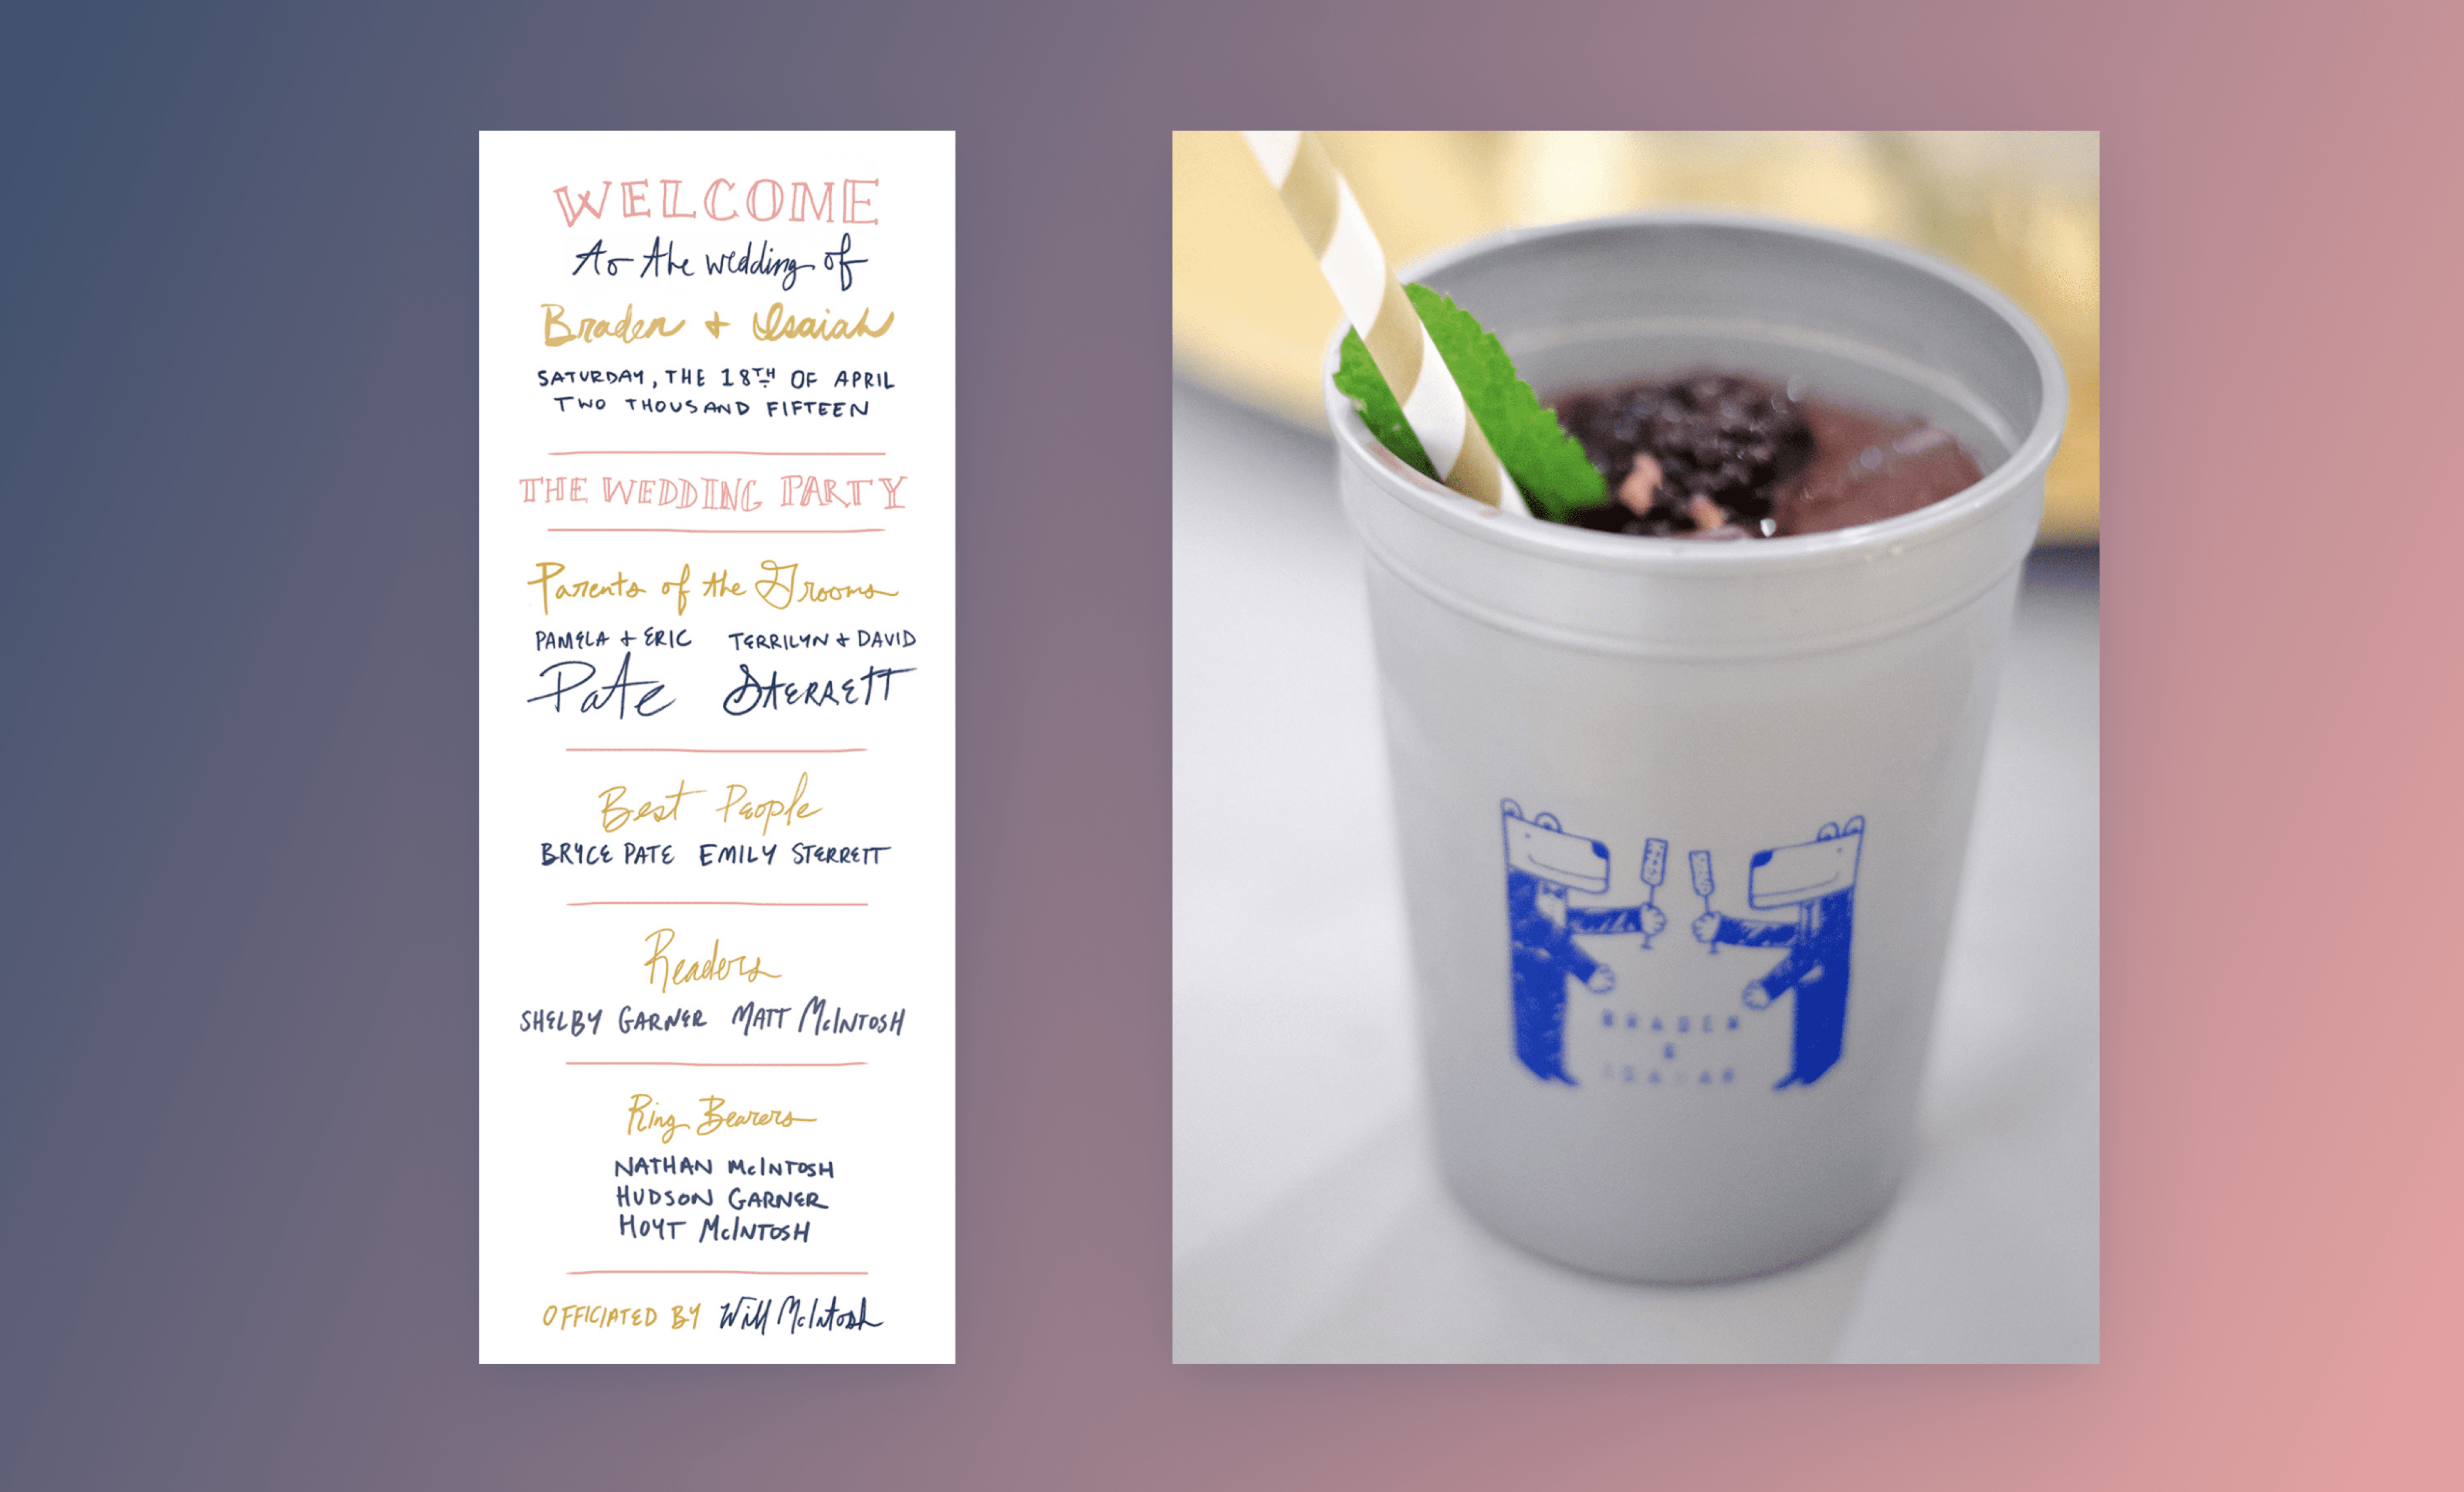 WELCOME
to the wedding of
Braden + Isaiah
SATURDAY, THE 18TH OF APRIL
TWO THOUSAND FIFTEEN
THE WEDDING PARTY
Parents of the Grooms
PAMELA + ERIC TERRILYN + DAVID
Pate STERRETT
Best People
BRYCE PATE EMILY STERRETT
Readers
SHELBY GARNER MATT McINTOSH
Ring Bearers
NATHAN McINTOSH
HUDSON GARNER
HOYT McINTOSH
OFFICIATED BY Will McIntosh
BRADEN
&
ISAIAH